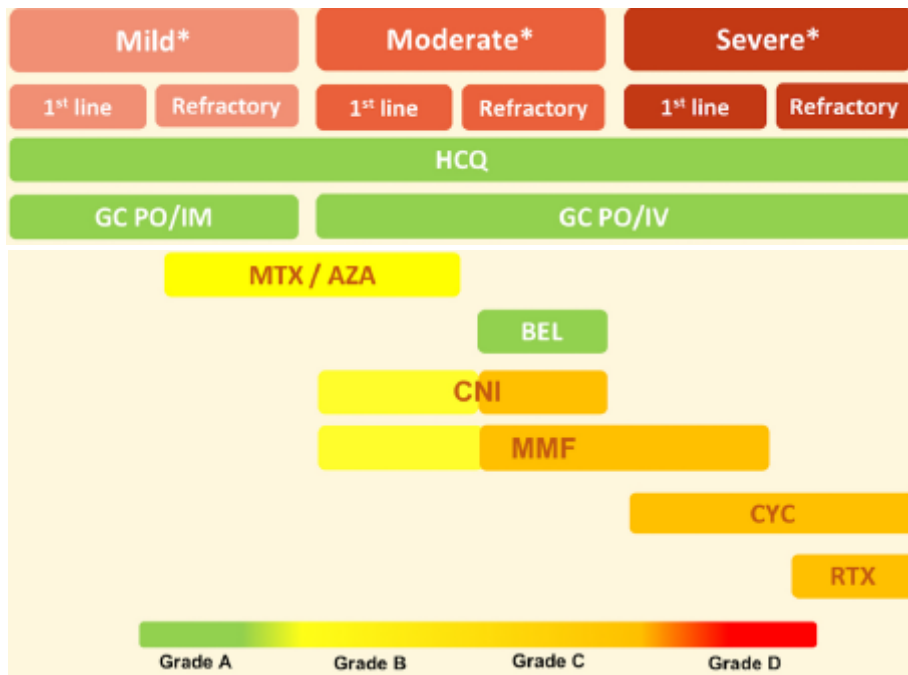 Mild* Moderate* Severe*
1st line Refractory 1st line Refractory 1st line Refractory
HCQ
GC PO/IM GC PO/IV
MTX / AZA
BEL
CNI
MMF
CYC
RTX
Grade A Grade B Grade C Grade D